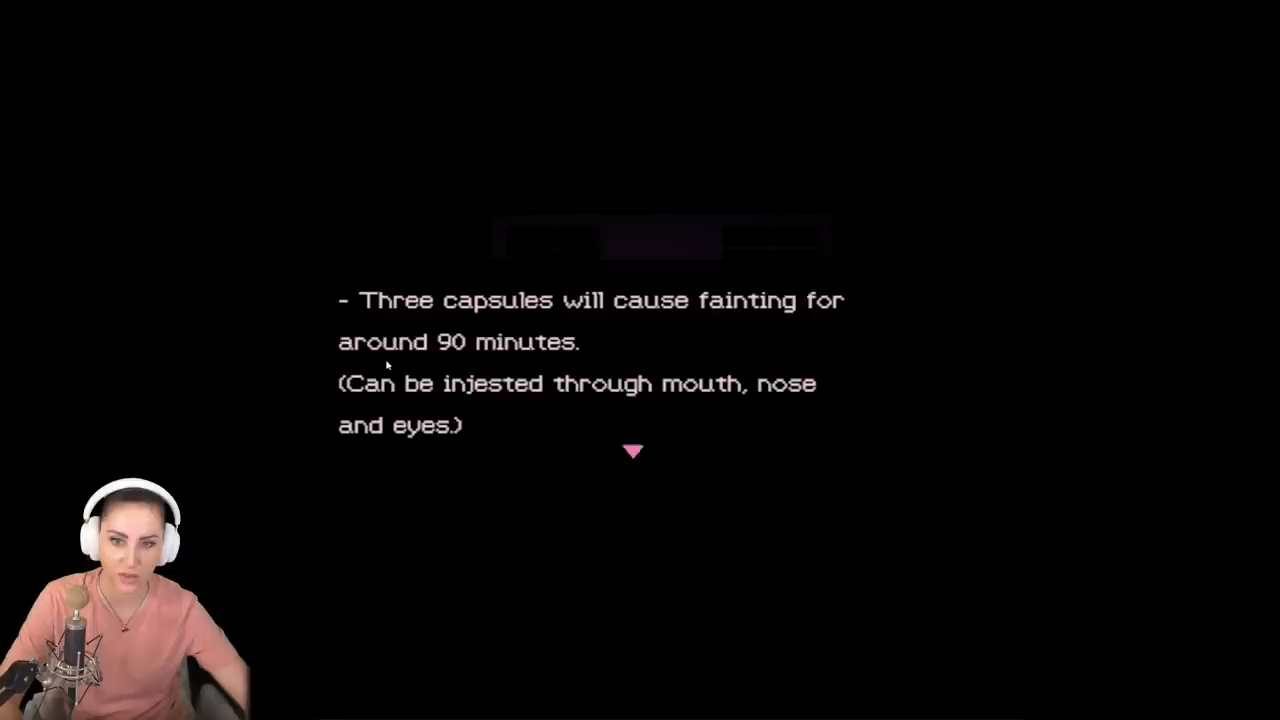 - Three capsules will cause fainting for
around 90 minutes.
(Can be injested through mouth, nose
and eyes.)